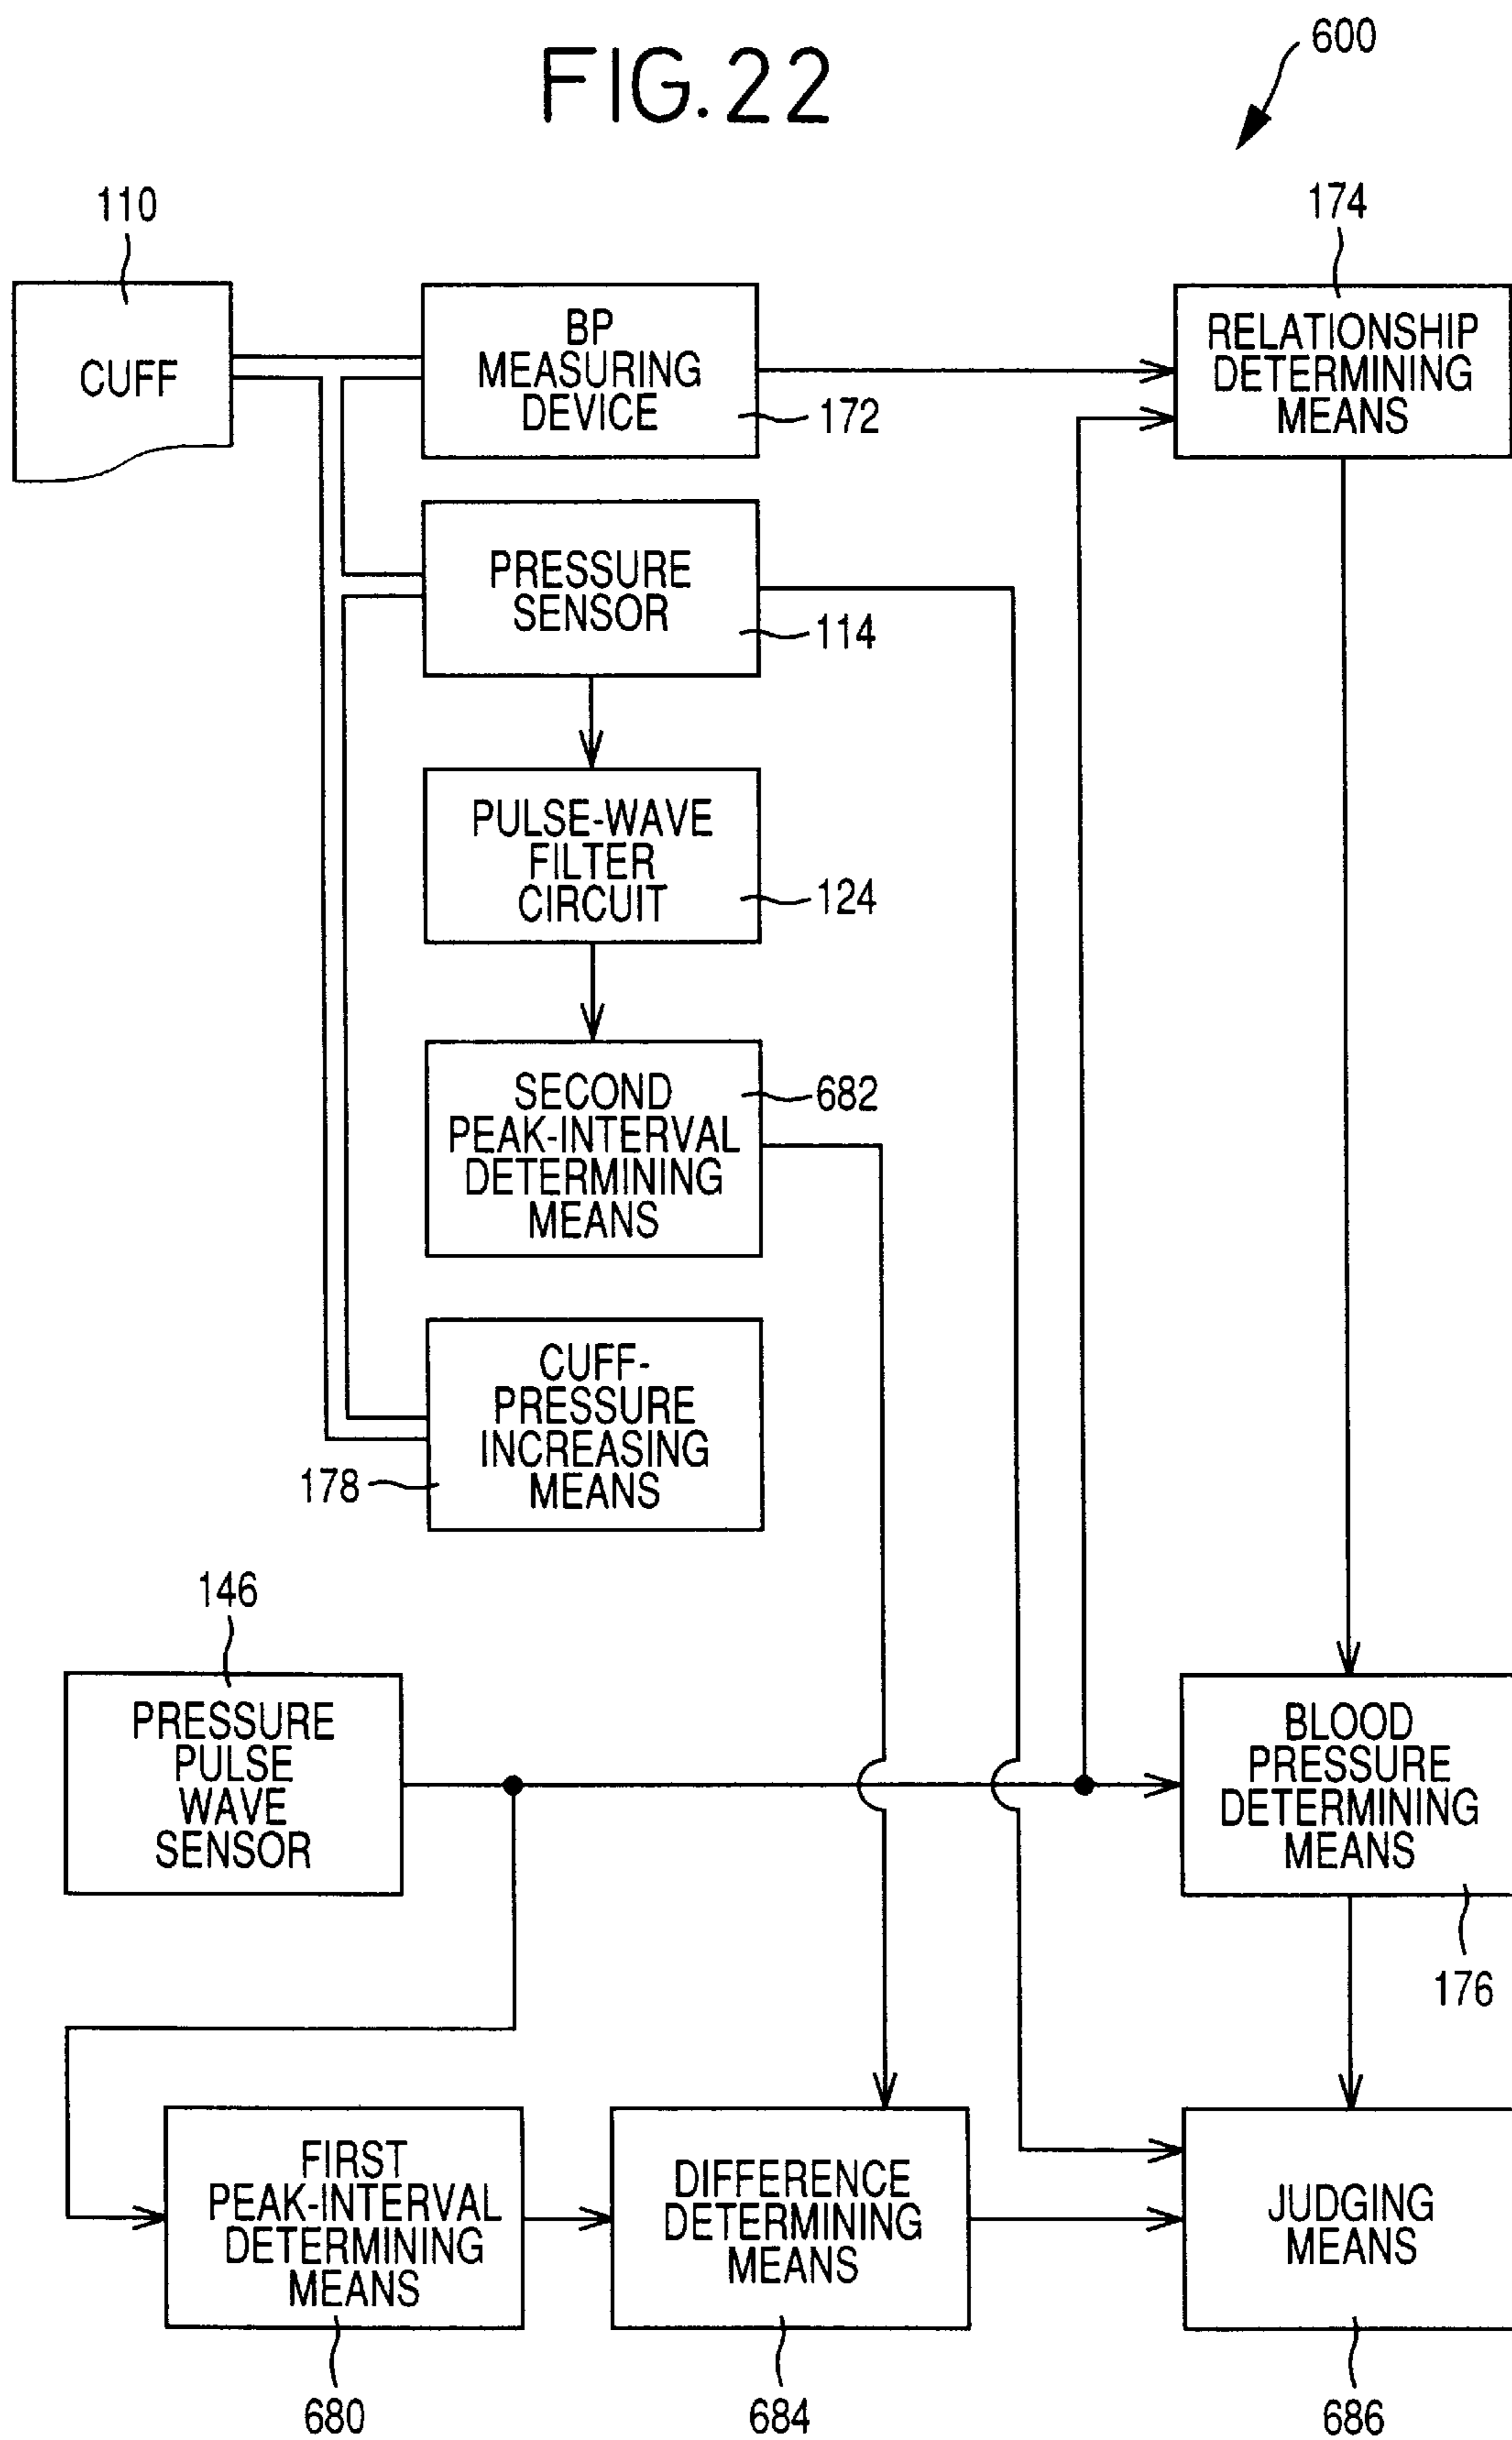 FIG.22
600
110
174
CUFF
BP
MEASURING
DEVICE
172
RELATIONSHIP
DETERMINING
MEANS
PRESSURE
SENSOR
114
PULSE-WAVE
FILTER
CIRCUIT
124
SECOND
PEAK-INTERVAL
DETERMINING
MEANS
682
CUFF-
PRESSURE
INCREASING
MEANS
178
146
PRESSURE
PULSE
WAVE
SENSOR
BLOOD
PRESSURE
DETERMINING
MEANS
176
FIRST
PEAK-INTERVAL
DETERMINING
MEANS
DIFFERENCE
DETERMINING
MEANS
JUDGING
MEANS
680
684
686